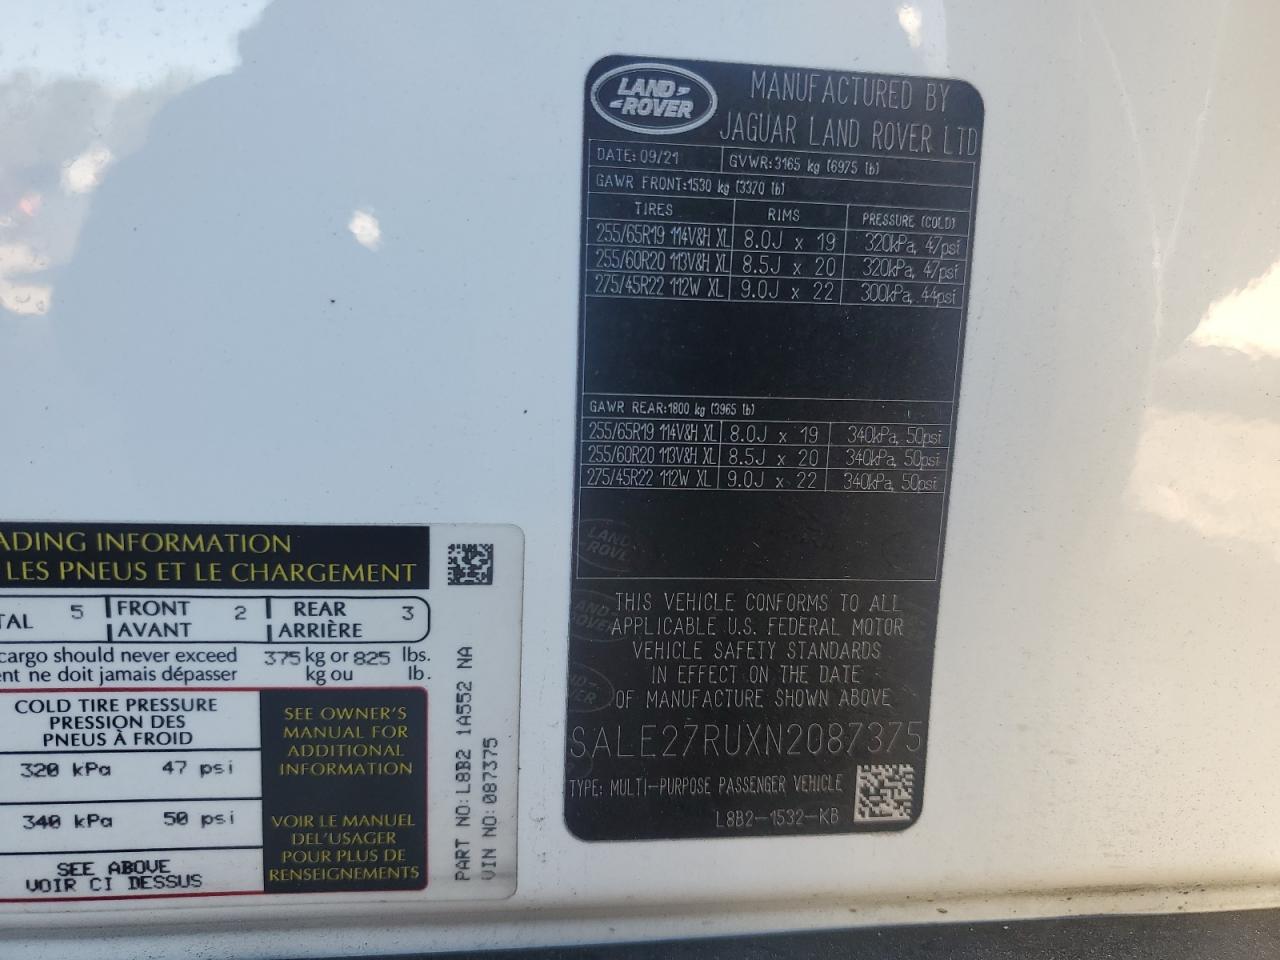 LAND ROVER
MANUFACTURED BY
JAGUAR LAND ROVER LTD
DATE: 09/21 GVWR: 3165 kg (6975 lb)
GAWR FRONT: 1530 kg (3370 lb)
TIRES RIMS PRESSURE (COLD)
255/65R19 114V&H XL 8.0J x 19 320kPa, 47psi
255/60R20 113V&H XL 8.5J x 20 320kPa, 47psi
275/45R22 112W XL 9.0J x 22 300kPa, 44psi
GAWR REAR: 1800 kg (3965 lb)
255/65R19 114V&H XL 8.0J x 19 340kPa, 50psi
255/60R20 113V&H XL 8.5J x 20 340kPa, 50psi
275/45R22 112W XL 9.0J x 22 340kPa, 50psi
THIS VEHICLE CONFORMS TO ALL
APPLICABLE U.S. FEDERAL MOTOR
VEHICLE SAFETY STANDARDS
IN EFFECT ON THE DATE
OF MANUFACTURE SHOWN ABOVE
SALE27RUXN2087375
TYPE: MULTI-PURPOSE PASSENGER VEHICLE
L8B2-1532-KB
ADING INFORMATION
LES PNEUS ET LE CHARGEMENT
TAL 5 FRONT AVANT 2 REAR ARRIÈRE 3
cargo should never exceed 375 kg or 825 lbs.
ent ne doit jamais dépasser kg ou lb.
COLD TIRE PRESSURE
PRESSION DES
PNEUS À FROID
320 kPa 47 psi
340 kPa 50 psi
SEE ABOVE
VOIR CI DESSUS
SEE OWNER'S
MANUAL FOR
ADDITIONAL
INFORMATION
VOIR LE MANUEL
DEL'USAGER
POUR PLUS DE
RENSEIGNEMENTS
PART NO: L8B2 1A552 NA
VIN NO: 087375